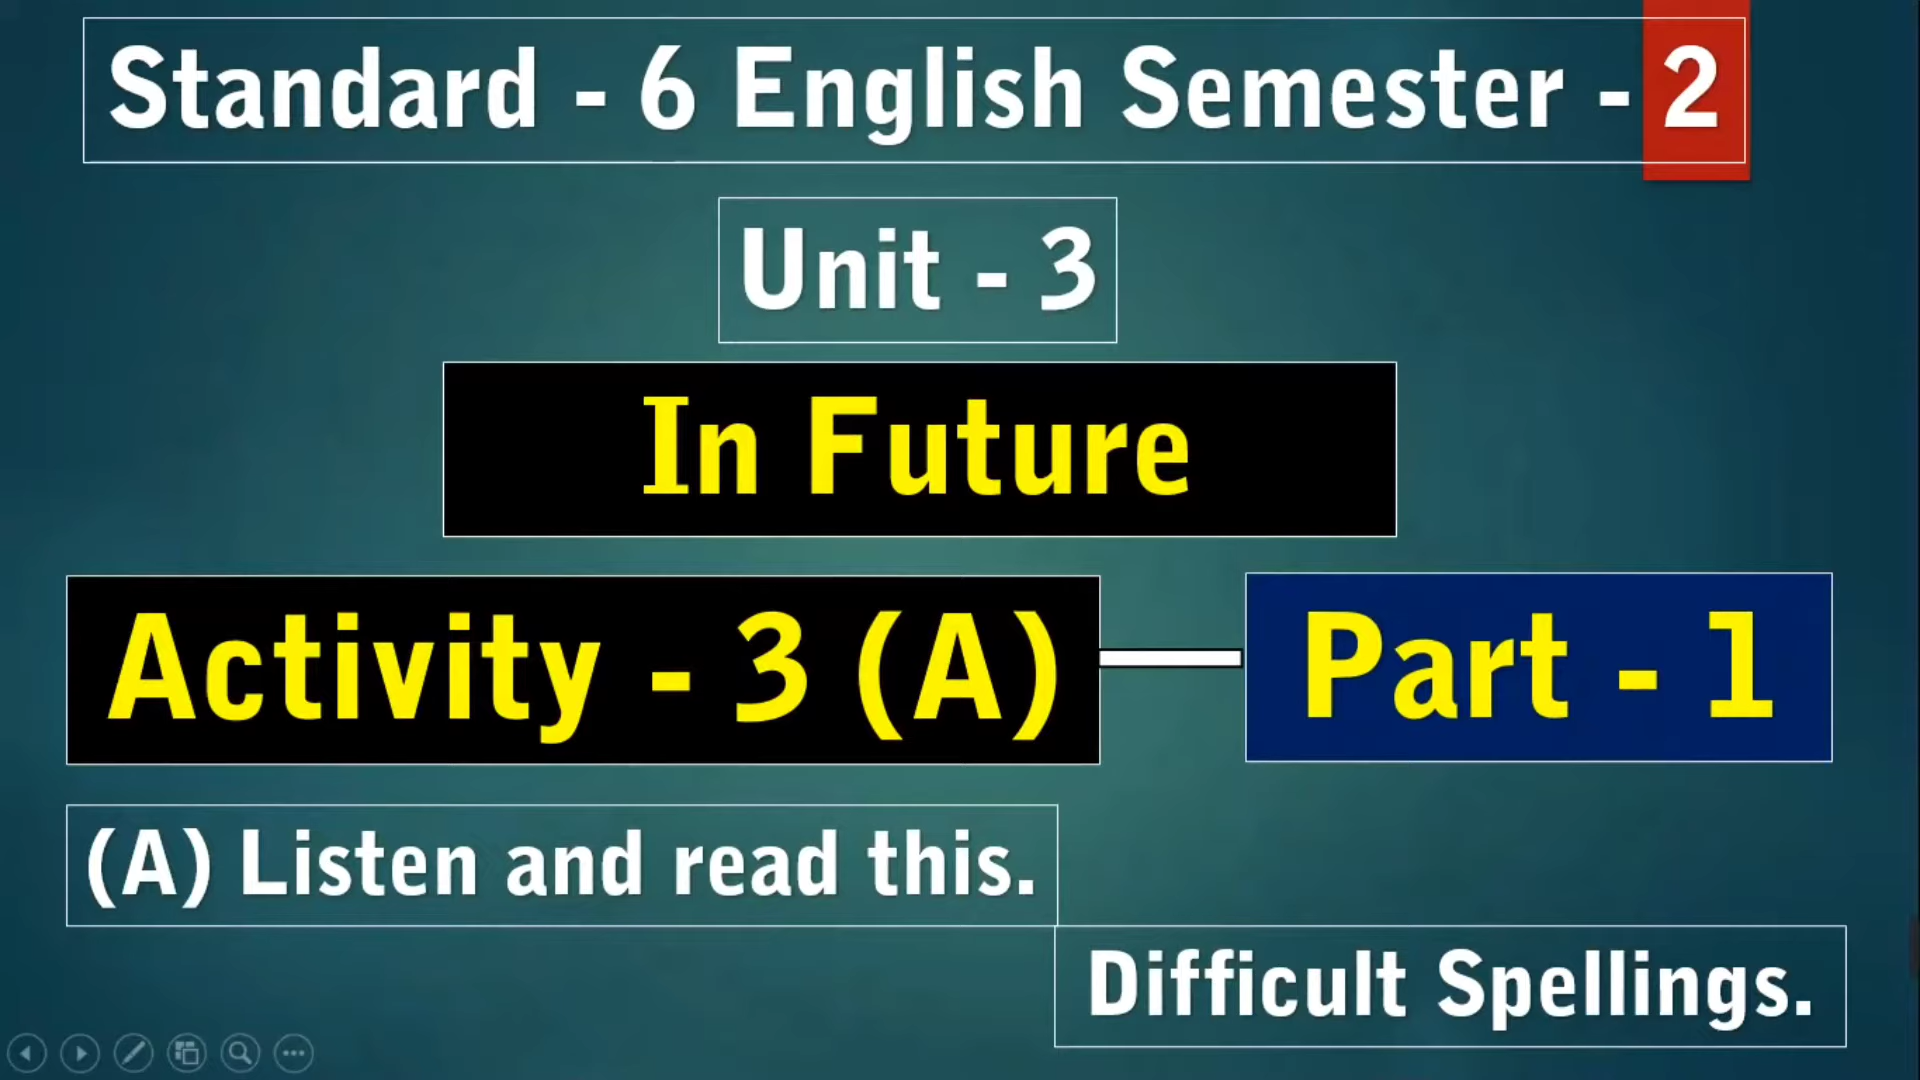 Standard - 6 English Semester - 2
Unit - 3
In Future
Activity - 3 (A)
Part - 1
(A) Listen and read this.
Difficult Spellings.